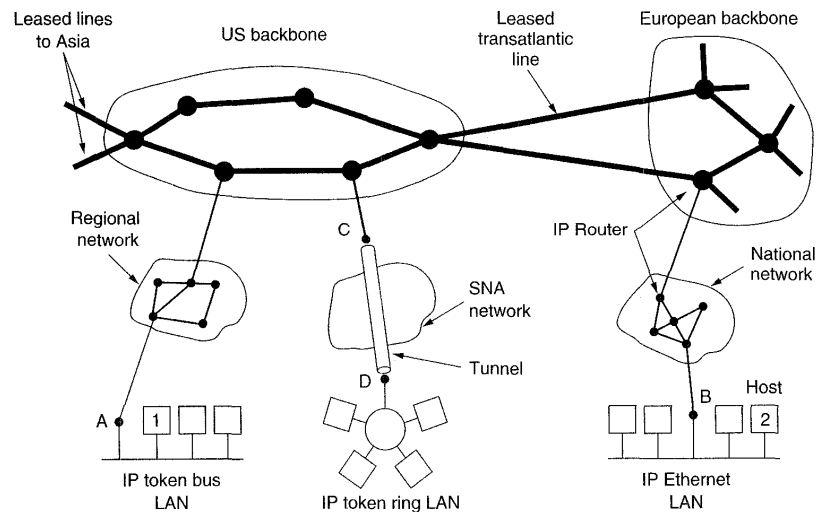 Leased lines
to Asia
US backbone
Leased
transatlantic
line
European backbone
Regional
network
C
SNA
network
Tunnel
D
IP Router
National
network
A
1
B
Host
2
IP token bus
LAN
IP token ring LAN
IP Ethernet
LAN